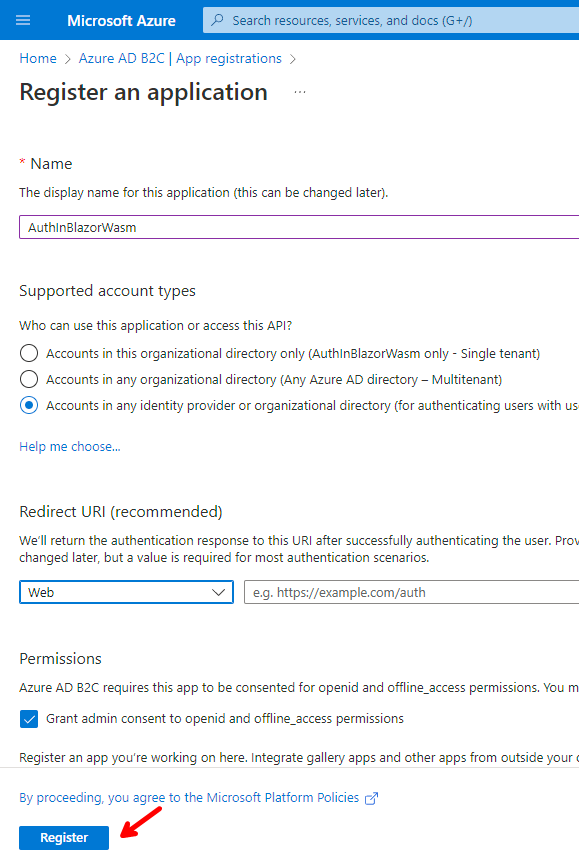 Microsoft Azure
Search resources, services, and docs (G+/)
Home > Azure AD B2C | App registrations >
Register an application ...
* Name
The display name for this application (this can be changed later).
AuthInBlazorWasm
Supported account types
Who can use this application or access this API?
Accounts in this organizational directory only (AuthInBlazorWasm only - Single tenant)
Accounts in any organizational directory (Any Azure AD directory – Multitenant)
Accounts in any identity provider or organizational directory (for authenticating users with
Help me choose...
Redirect URI (recommended)
We'll return the authentication response to this URI after successfully authenticating the user.
changed later, but a value is required for most authentication scenarios.
Web
e.g. https://example.com/auth
Permissions
Azure AD B2C requires this app to be consented for openid and offline_access permissions. You
Grant admin consent to openid and offline_access permissions
Register an app you're working on here. Integrate gallery apps and other apps from outside your
By proceeding, you agree to the Microsoft Platform Policies
Register